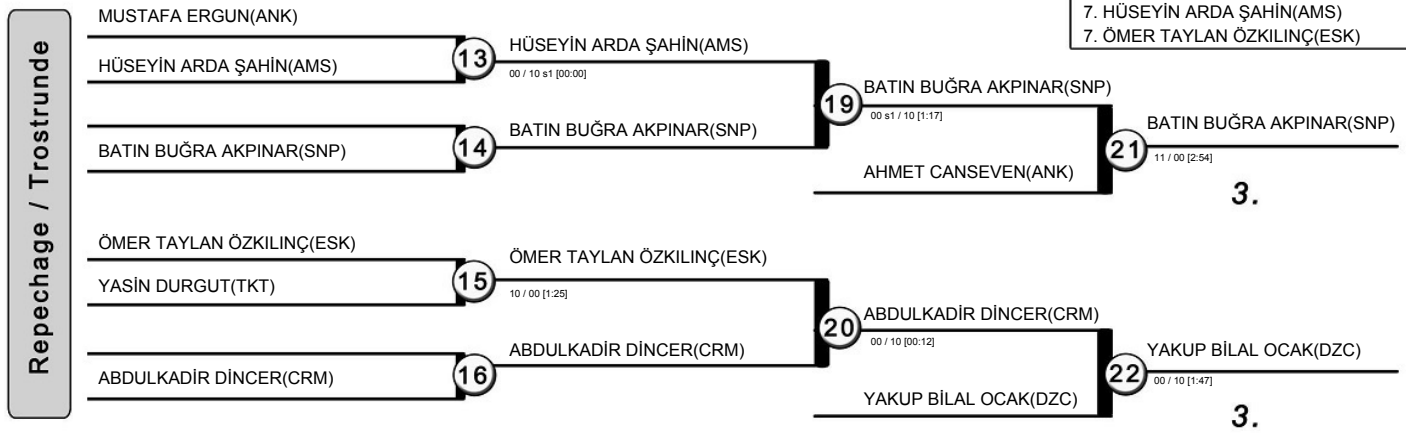 MUSTAFA ERGUN(ANK)
HÜSEYİN ARDA ŞAHİN(AMS)
BATIN BUĞRA AKPINAR(SNP)
ÖMER TAYLAN ÖZKILINÇ(ESK)
YASİN DURGUT(TKT)
ABDULKADİR DİNCER(CRM)
Repechage / Trostrunde
13
14
15
16
HÜSEYİN ARDA ŞAHİN(AMS)
00 / 10 s1 [00:00]
BATIN BUĞRA AKPINAR(SNP)
ÖMER TAYLAN ÖZKILINÇ(ESK)
10 / 00 [1:25]
ABDULKADİR DİNCER(CRM)
19
20
BATIN BUĞRA AKPINAR(SNP)
00 s1 / 10 [1:17]
AHMET CANSEVEN(ANK)
ABDULKADİR DİNCER(CRM)
00 / 10 [00:12]
YAKUP BİLAL OCAK(DZC)
21
22
BATIN BUĞRA AKPINAR(SNP)
11 / 00 [2:54]
3.
YAKUP BİLAL OCAK(DZC)
00 / 10 [1:47]
3.
7. HÜSEYİN ARDA ŞAHİN(AMS)
7. ÖMER TAYLAN ÖZKILINÇ(ESK)